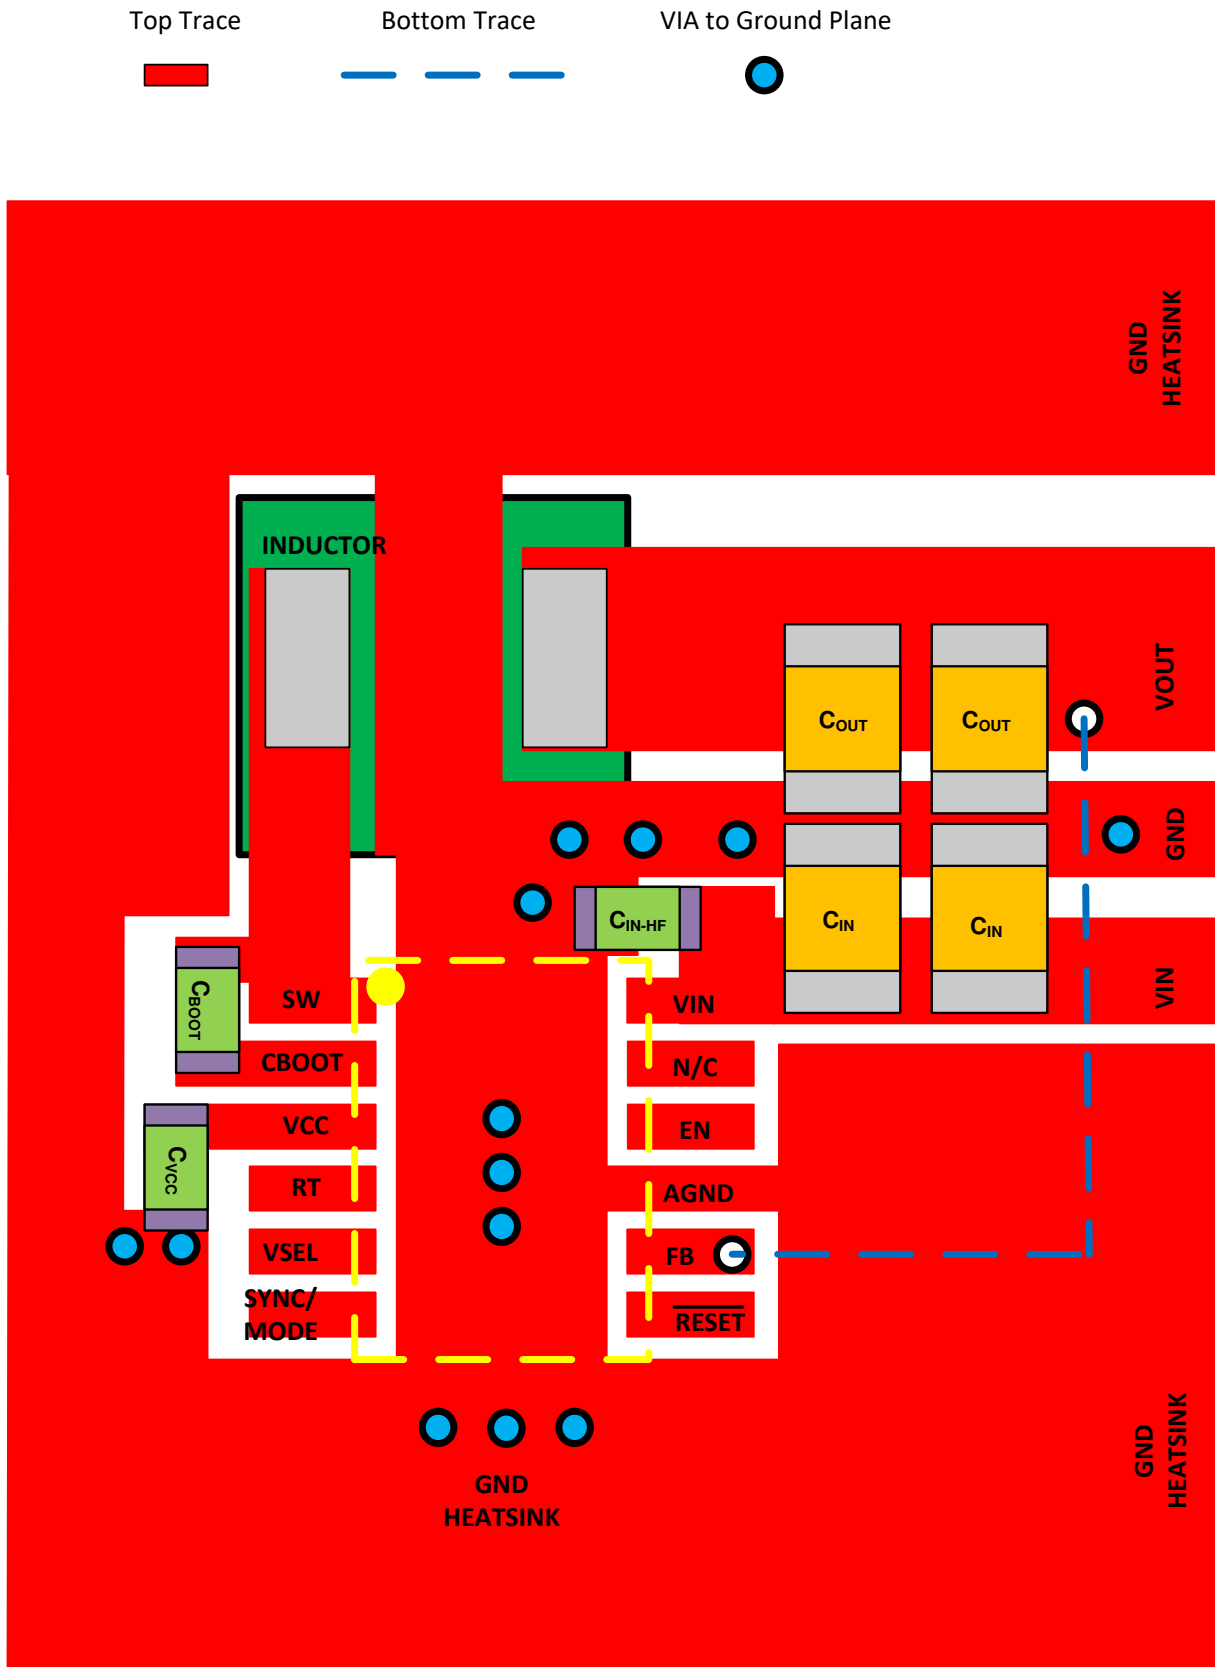 Top Trace
Bottom Trace
VIA to Ground Plane
GND
HEATSINK
INDUCTOR
VOUT
COUT
COUT
GND
CIN-HF
CIN
CIN
VIN
CBOOT
SW
VIN
CBOOT
N/C
VCC
EN
CVCC
RT
AGND
VSEL
FB
SYNC/
MODE
RESET
GND
HEATSINK
GND
HEATSINK